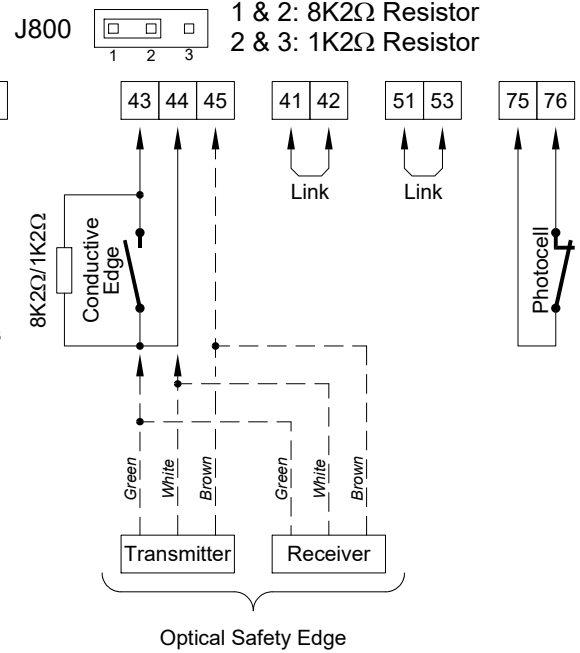 1 & 2: 8K2Ω Resistor
J800
2 & 3: 1K2Ω Resistor
1 2 3
43 44 45 41 42 51 53 75 76
Link Link
8K2Ω/1K2Ω
Conductive
Edge
Photocell
Green White Brown Green White Brown
Transmitter Receiver
Optical Safety Edge